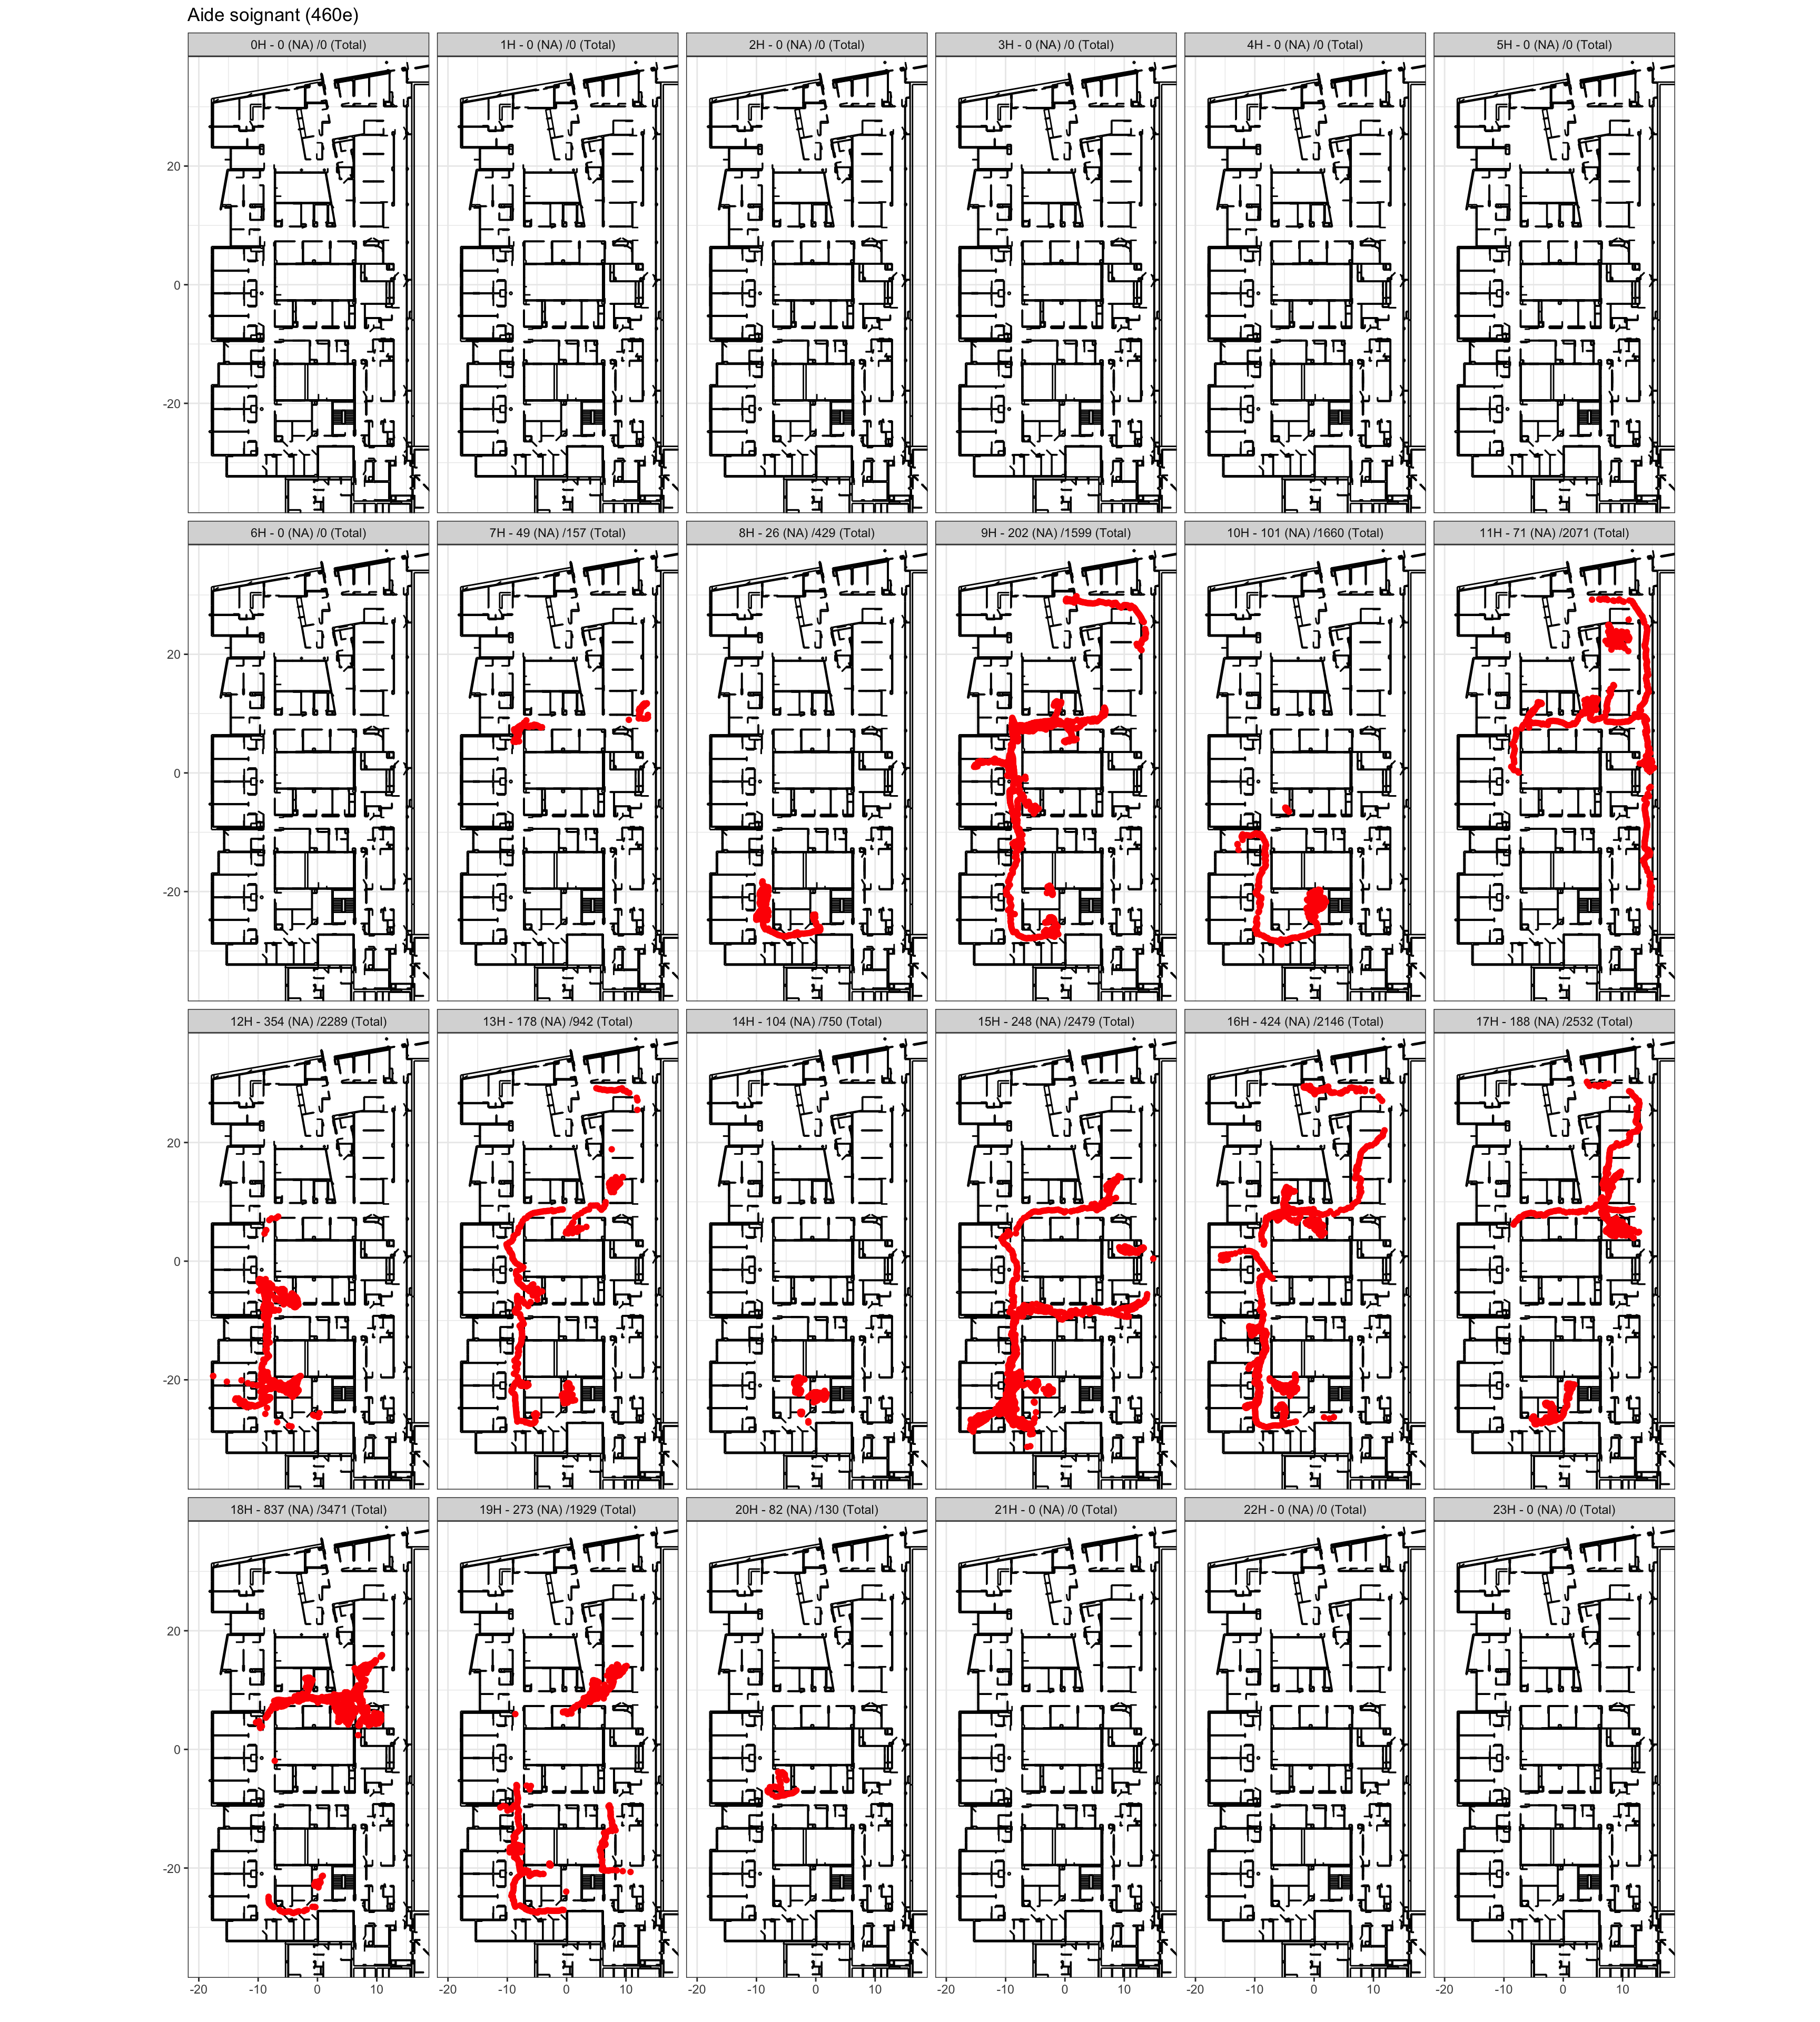 Aide soignant (460e)
0H - 0 (NA) /0 (Total) 1H - 0 (NA) /0 (Total) 2H - 0 (NA) /0 (Total) 3H - 0 (NA) /0 (Total) 4H - 0 (NA) /0 (Total) 5H - 0 (NA) /0 (Total)
20
0
-20
6H - 0 (NA) /0 (Total) 7H - 49 (NA) /157 (Total) 8H - 26 (NA) /429 (Total) 9H - 202 (NA) /1599 (Total) 10H - 101 (NA) /1660 (Total) 11H - 71 (NA) /2071 (Total)
20
0
-20
12H - 354 (NA) /2289 (Total) 13H - 178 (NA) /942 (Total) 14H - 104 (NA) /750 (Total) 15H - 248 (NA) /2479 (Total) 16H - 424 (NA) /2146 (Total) 17H - 188 (NA) /2532 (Total)
20
0
-20
18H - 837 (NA) /3471 (Total) 19H - 273 (NA) /1929 (Total) 20H - 82 (NA) /130 (Total) 21H - 0 (NA) /0 (Total) 22H - 0 (NA) /0 (Total) 23H - 0 (NA) /0 (Total)
20
0
-20
-20 -10 0 10 -20 -10 0 10 -20 -10 0 10 -20 -10 0 10 -20 -10 0 10 -20 -10 0 10